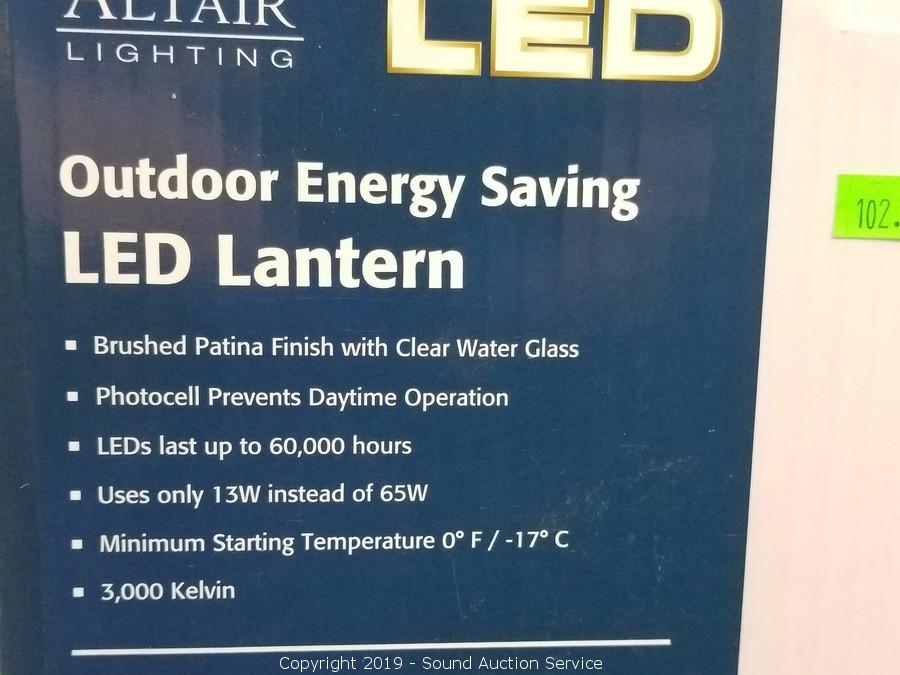 ALTAIR
LIGHTING
LED
Outdoor Energy Saving
LED Lantern
▪ Brushed Patina Finish with Clear Water Glass
▪ Photocell Prevents Daytime Operation
▪ LEDs last up to 60,000 hours
▪ Uses only 13W instead of 65W
▪ Minimum Starting Temperature 0° F / -17° C
▪ 3,000 Kelvin
102.
Copyright 2019 - Sound Auction Service